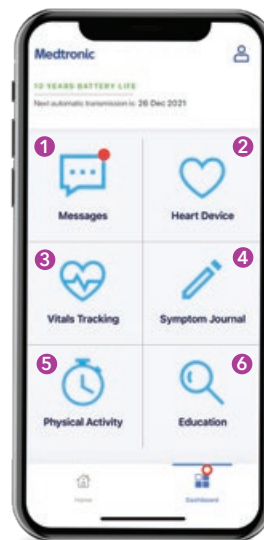 Medtronic
10 YEARS BATTERY LIFE
Next automatic transmission is: 26 Dec 2021
1 2
Messages Heart Device
3 4
Vitals Tracking Symptom Journal
5 6
Physical Activity Education
Home Dashboard